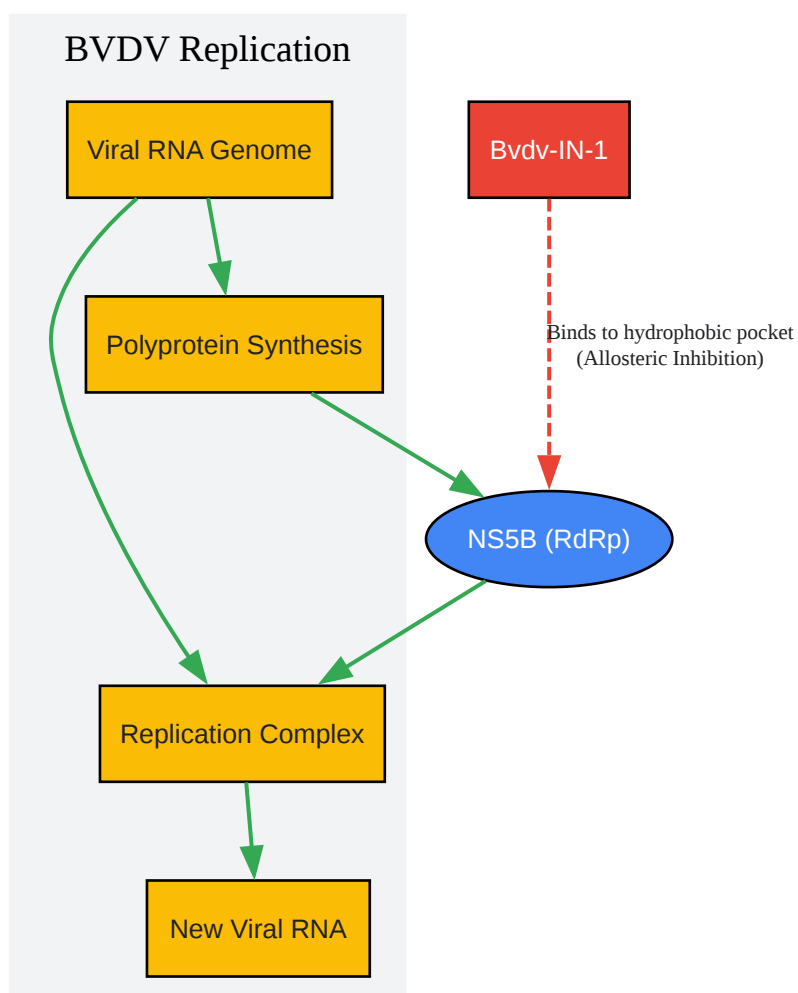 BVDV Replication
Viral RNA Genome
Bvdv-IN-1
Polyprotein Synthesis
Binds to hydrophobic pocket
(Allosteric Inhibition)
NS5B (RdRp)
Replication Complex
New Viral RNA